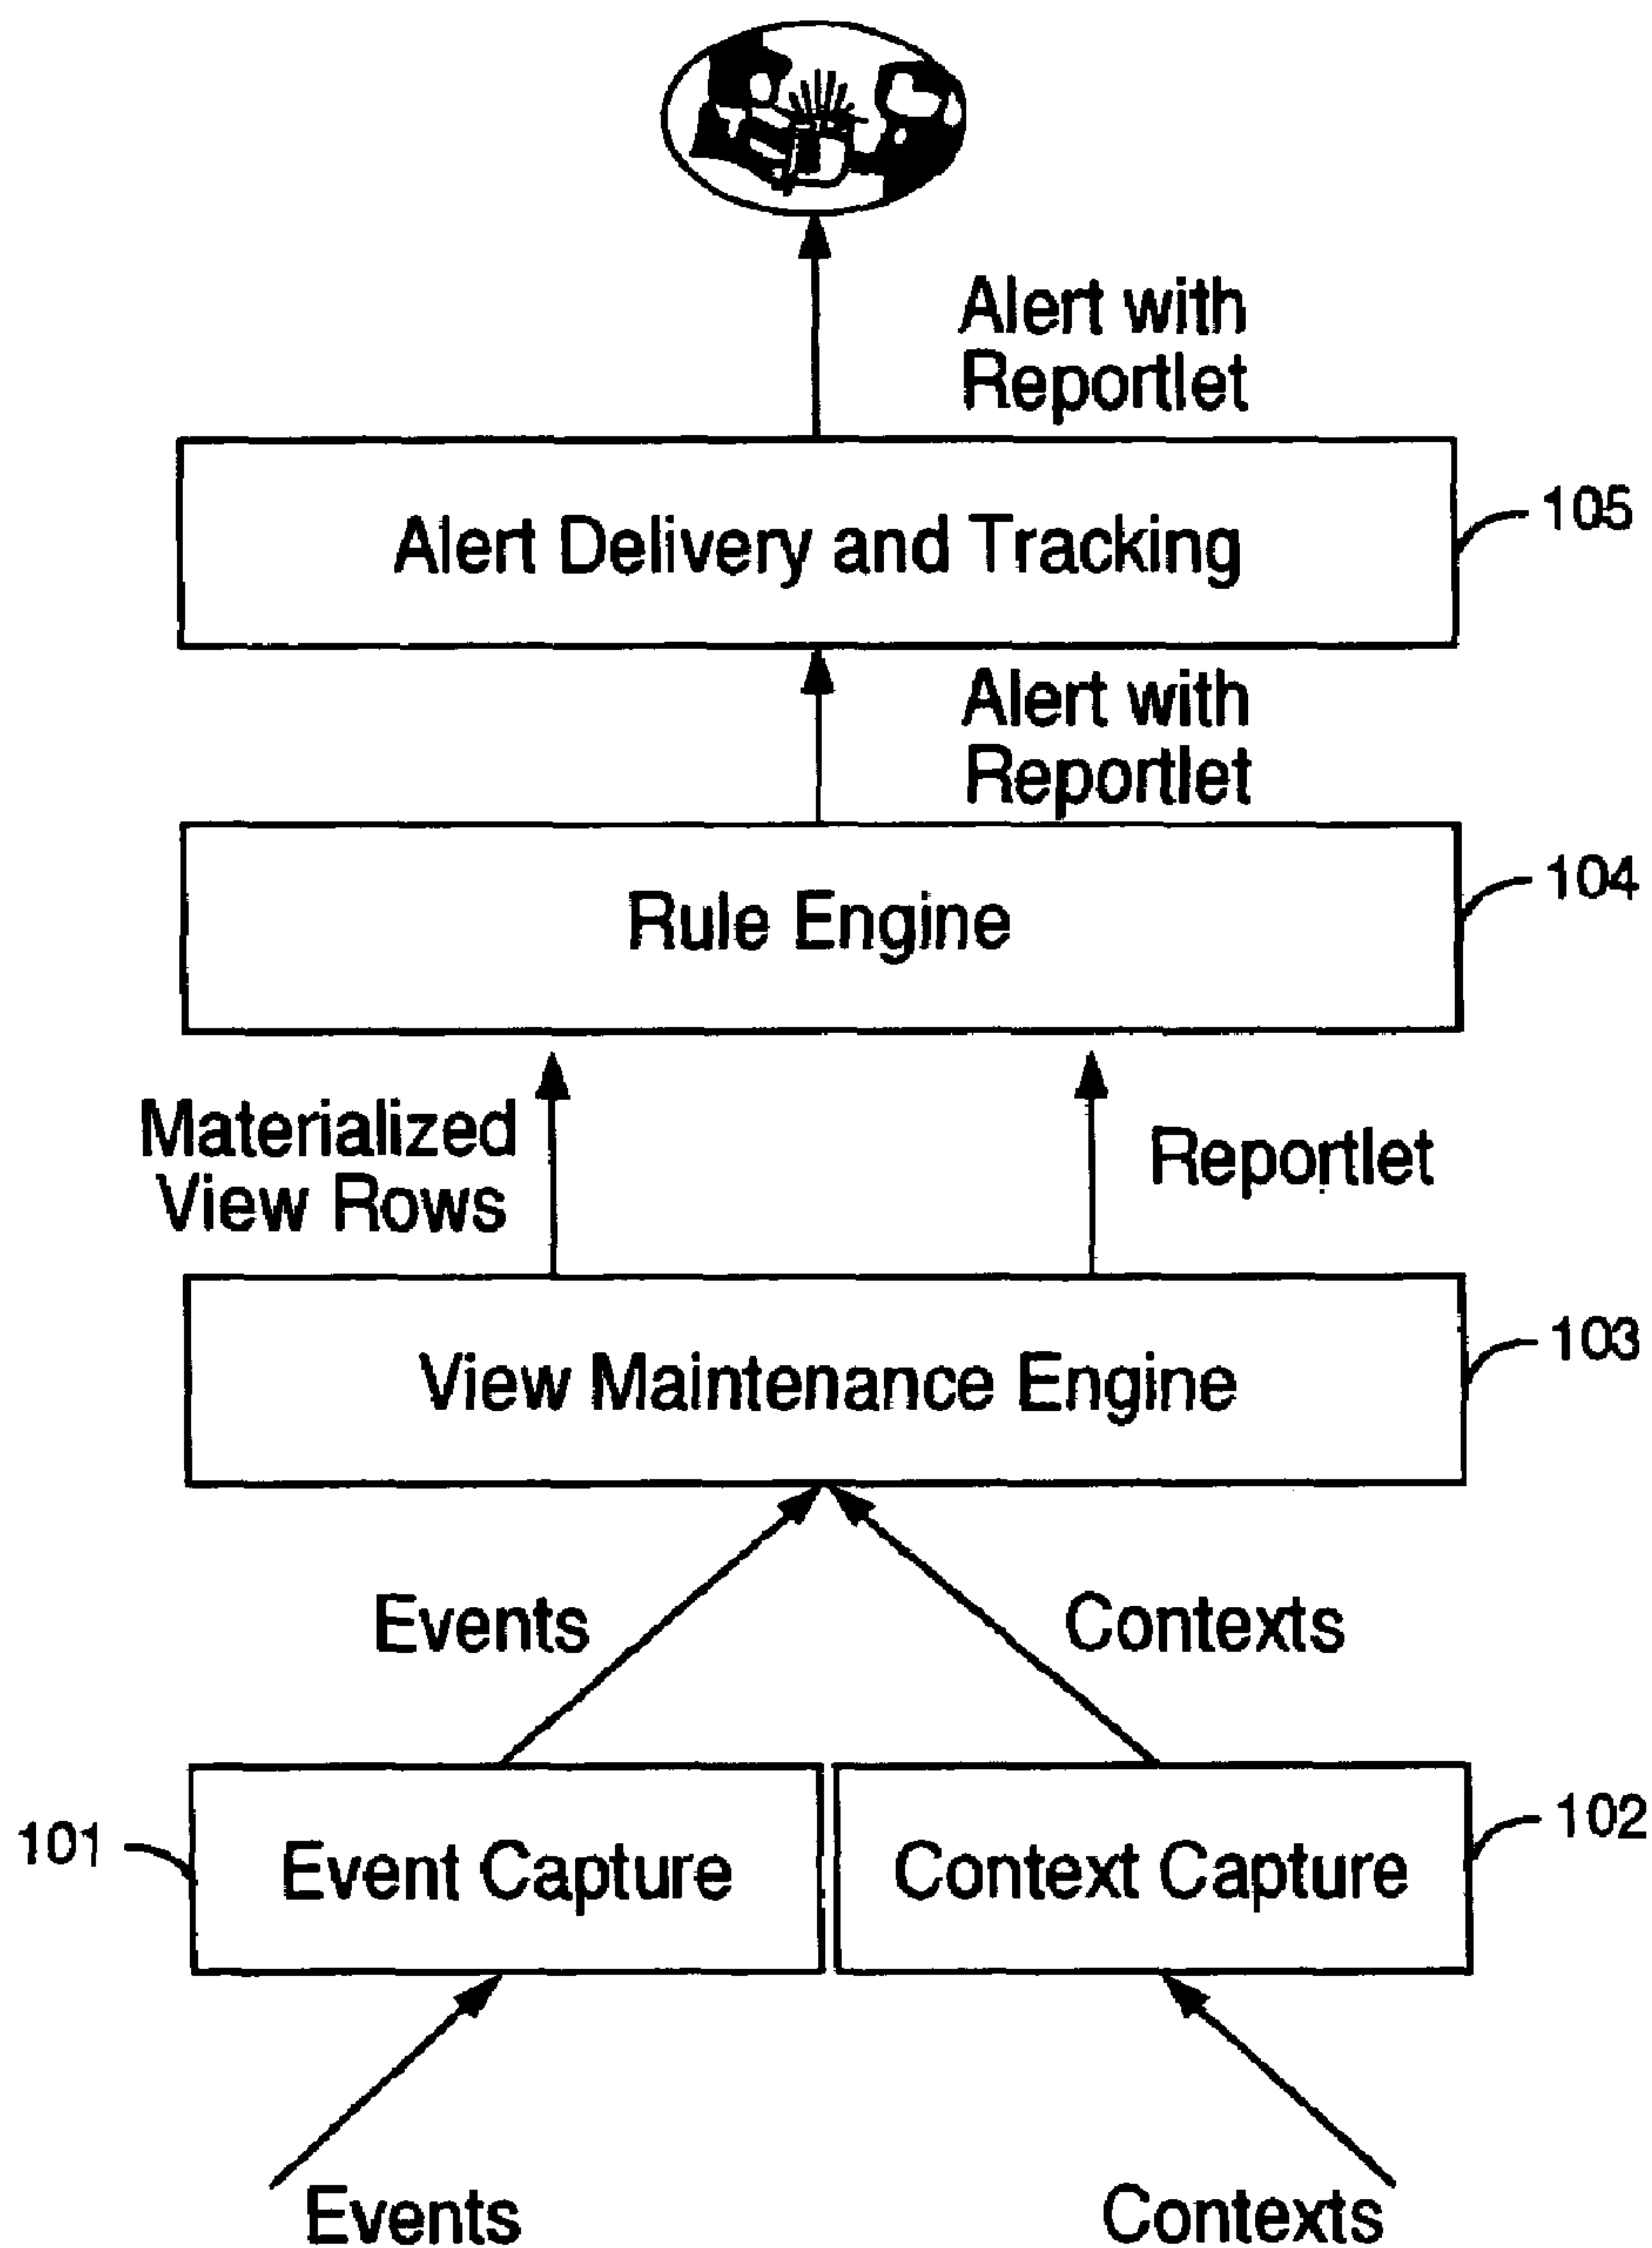 Alert with
Reportlet
Alert Delivery and Tracking
105
Alert with
Reportlet
Rule Engine
104
Materialized
View Rows
Reportlet
View Maintenance Engine
103
Events
Contexts
101
Event Capture
Context Capture
102
Events
Contexts